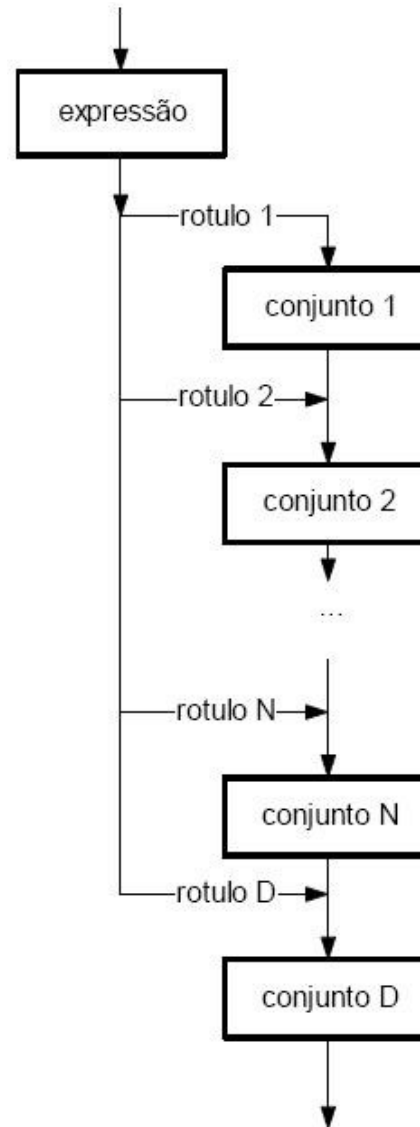 expressão
rotulo 1
conjunto 1
rotulo 2
conjunto 2
...
rotulo N
conjunto N
rotulo D
conjunto D